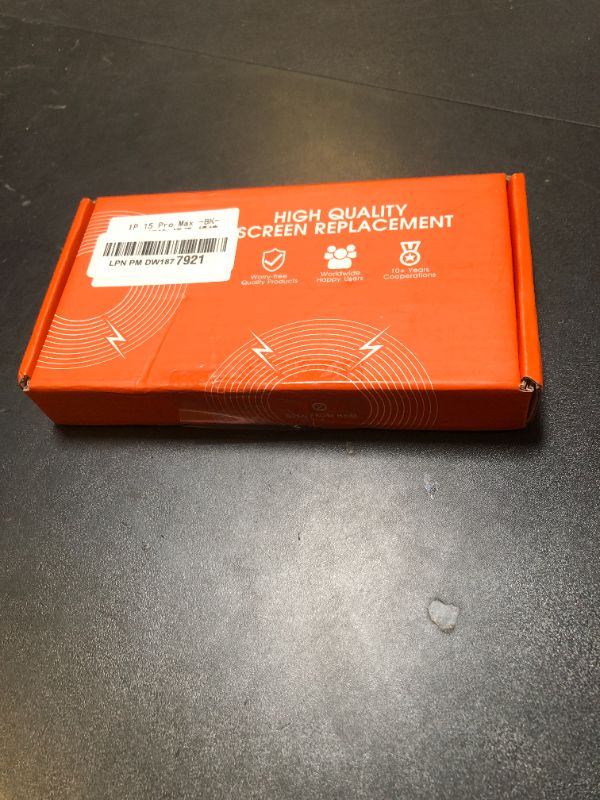 IP 15 Pro Max -BK-
LPN PM DW187 7921
HIGH QUALITY
SCREEN REPLACEMENT
Worry-free
Quality Products
Worldwide
Happy Users
10+ Years
Cooperations